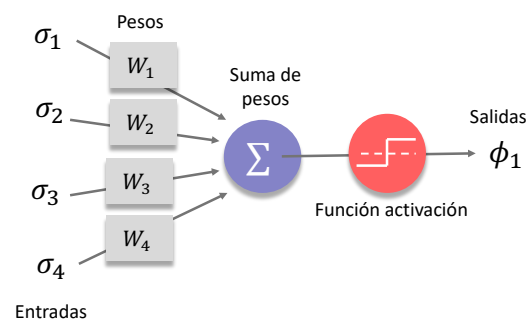 Pesos
σ₁
W₁
σ₂
W₂
σ₃
W₃
σ₄
W₄
Entradas
Suma de
pesos
Σ
Función activación
Salidas
ϕ₁